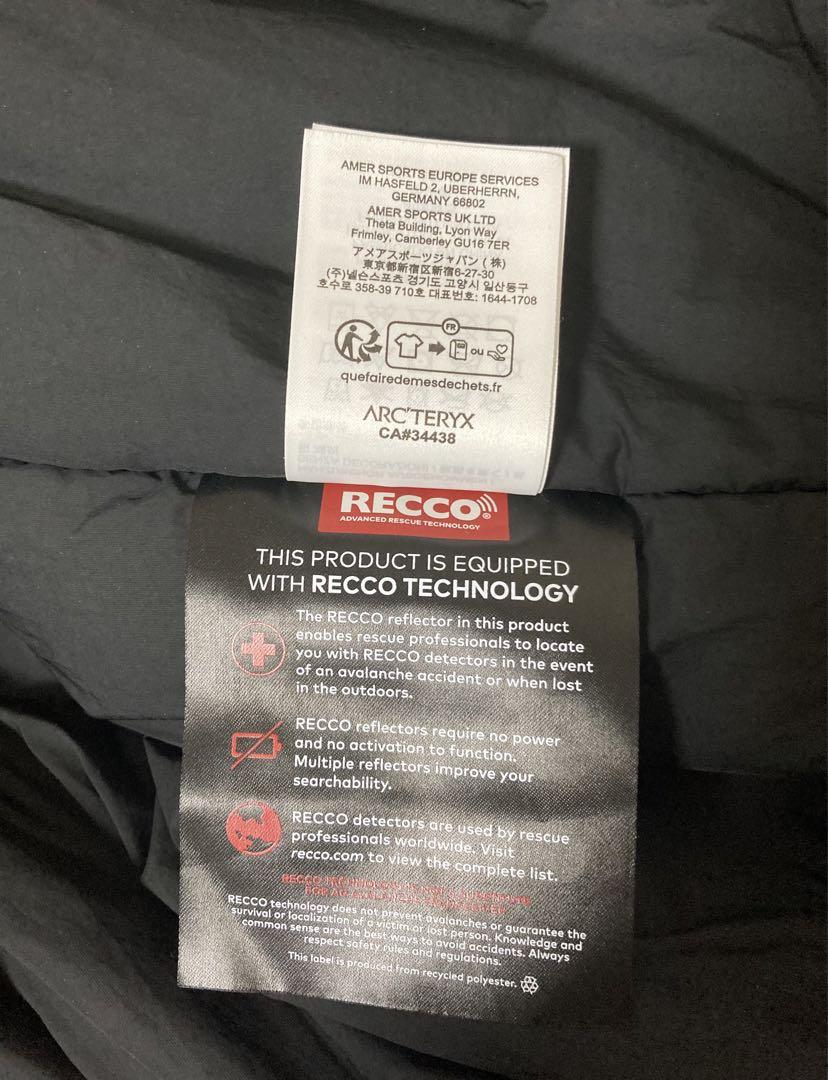 AMER SPORTS EUROPE SERVICES
IM HASFELD 2, UBERHERRN,
GERMANY 66802
AMER SPORTS UK LTD
Theta Building, Lyon Way
Frimley, Camberley GU16 7ER
アメアスポーツジャパン (株)
東京都新宿区新宿6-27-30
(주)넬슨스포츠 경기도 고양시 일산동구
호수로 358-39 710호 대표번호: 1644-1708
FR
ou
quefairedemesdechets.fr
ARC'TERYX
CA#34438
RECCO®
ADVANCED RESCUE TECHNOLOGY
THIS PRODUCT IS EQUIPPED
WITH RECCO TECHNOLOGY
The RECCO reflector in this product
enables rescue professionals to locate
you with RECCO detectors in the event
of an avalanche accident or when lost
in the outdoors.
RECCO reflectors require no power
and no activation to function.
Multiple reflectors improve your
searchability.
RECCO detectors are used by rescue
professionals worldwide. Visit
recco.com to view the complete list.
RECCO TECHNOLOGY IS NOT A SUBSTITUTE
FOR AN AVALANCHE TRANSCEIVER
RECCO technology does not prevent avalanches or guarantee the
survival or localization of a victim or lost person. Knowledge and
common sense are the best ways to avoid accidents. Always
respect safety rules and regulations.
This label is produced from recycled polyester.